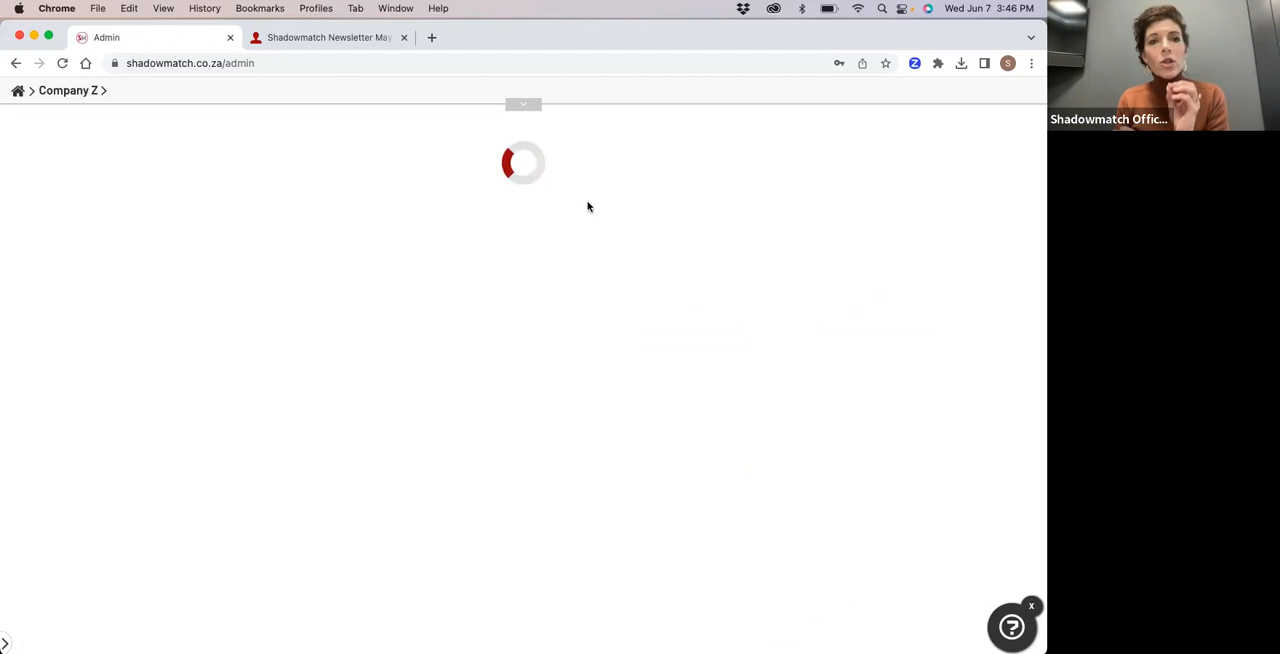 Chrome File Edit View History Bookmarks Profiles Tab Window Help Wed Jun 7 3:46 PM
SM Admin Shadowmatch Newsletter May
shadowmatch.co.za/admin Z S
Company Z
Shadowmatch Offic...
x
?